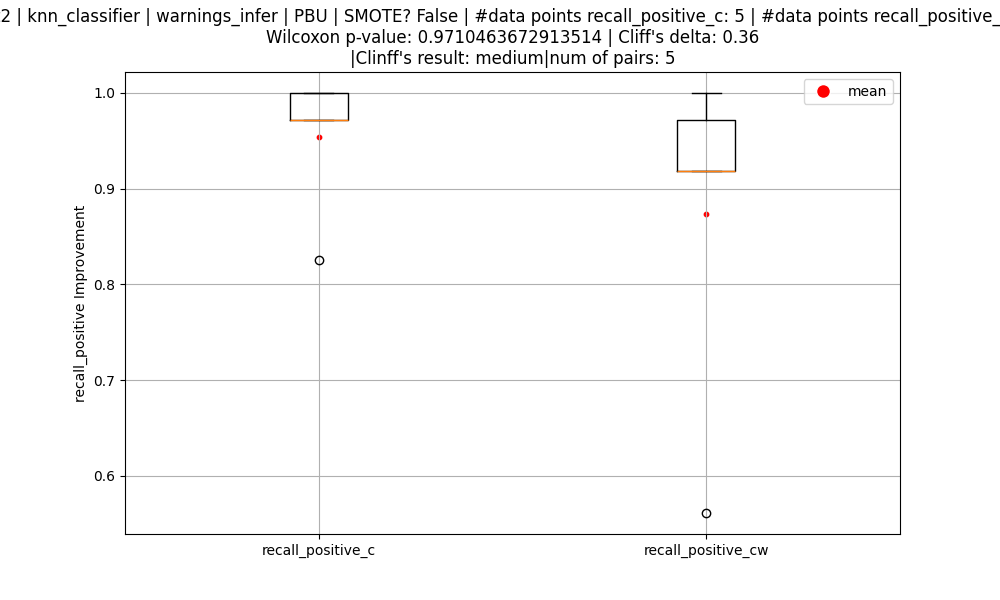 2 | knn_classifier | warnings_infer | PBU | SMOTE? False | #data points recall_positive_c: 5 | #data points recall_positive_
Wilcoxon p-value: 0.9710463672913514 | Cliff's delta: 0.36
|Clinff's result: medium|num of pairs: 5
mean
1.0
0.9
0.8
0.7
0.6
recall_positive Improvement
recall_positive_c
recall_positive_cw